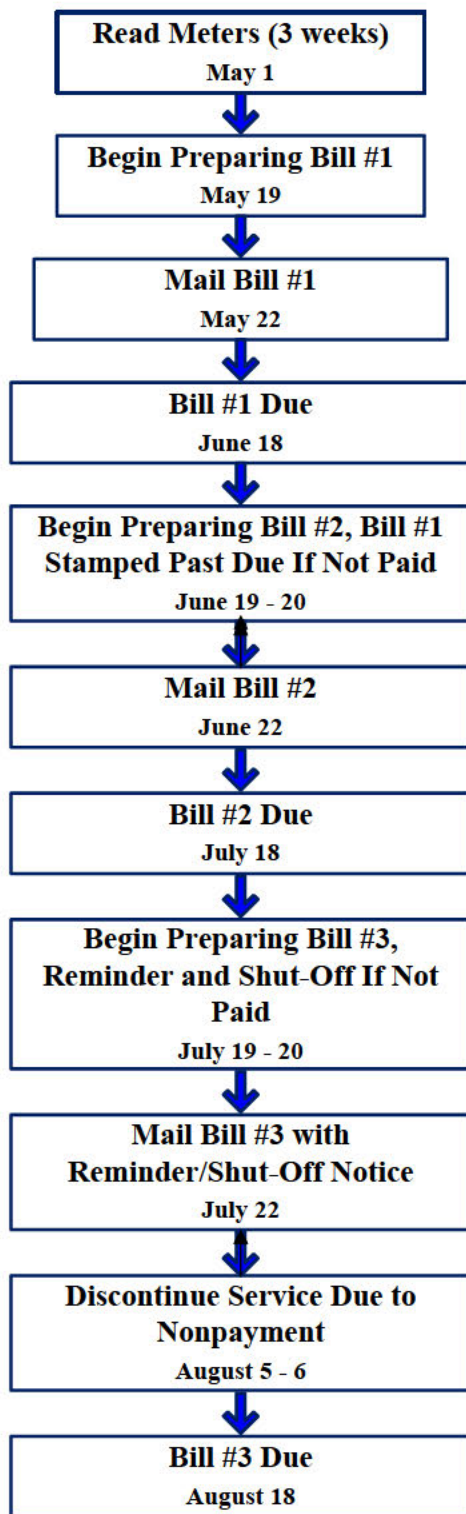 Read Meters (3 weeks)
May 1
Begin Preparing Bill #1
May 19
Mail Bill #1
May 22
Bill #1 Due
June 18
Begin Preparing Bill #2, Bill #1
Stamped Past Due If Not Paid
June 19 - 20
Mail Bill #2
June 22
Bill #2 Due
July 18
Begin Preparing Bill #3,
Reminder and Shut-Off If Not
Paid
July 19 - 20
Mail Bill #3 with
Reminder/Shut-Off Notice
July 22
Discontinue Service Due to
Nonpayment
August 5 - 6
Bill #3 Due
August 18